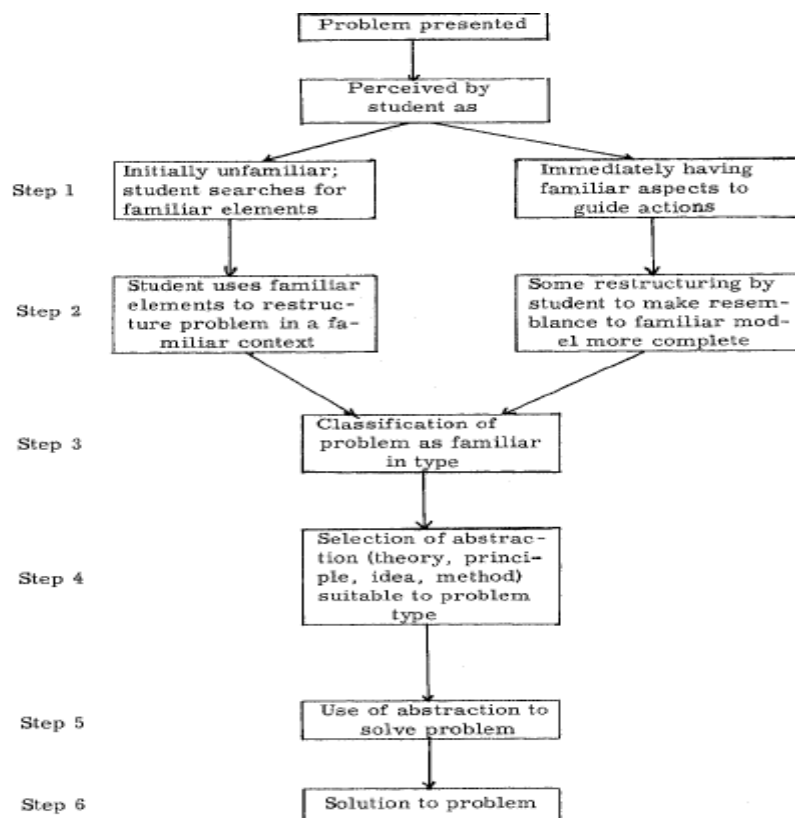 Problem presented
Perceived by
student as
Step 1
Initially unfamiliar;
student searches for
familiar elements
Immediately having
familiar aspects to
guide actions
Step 2
Student uses familiar
elements to restruc-
ture problem in a fa-
miliar context
Some restructuring by
student to make resem-
blance to familiar mod-
el more complete
Step 3
Classification of
problem as familiar
in type
Step 4
Selection of abstrac-
tion (theory, princi-
ple, idea, method)
suitable to problem
type
Step 5
Use of abstraction to
solve problem
Step 6
Solution to problem